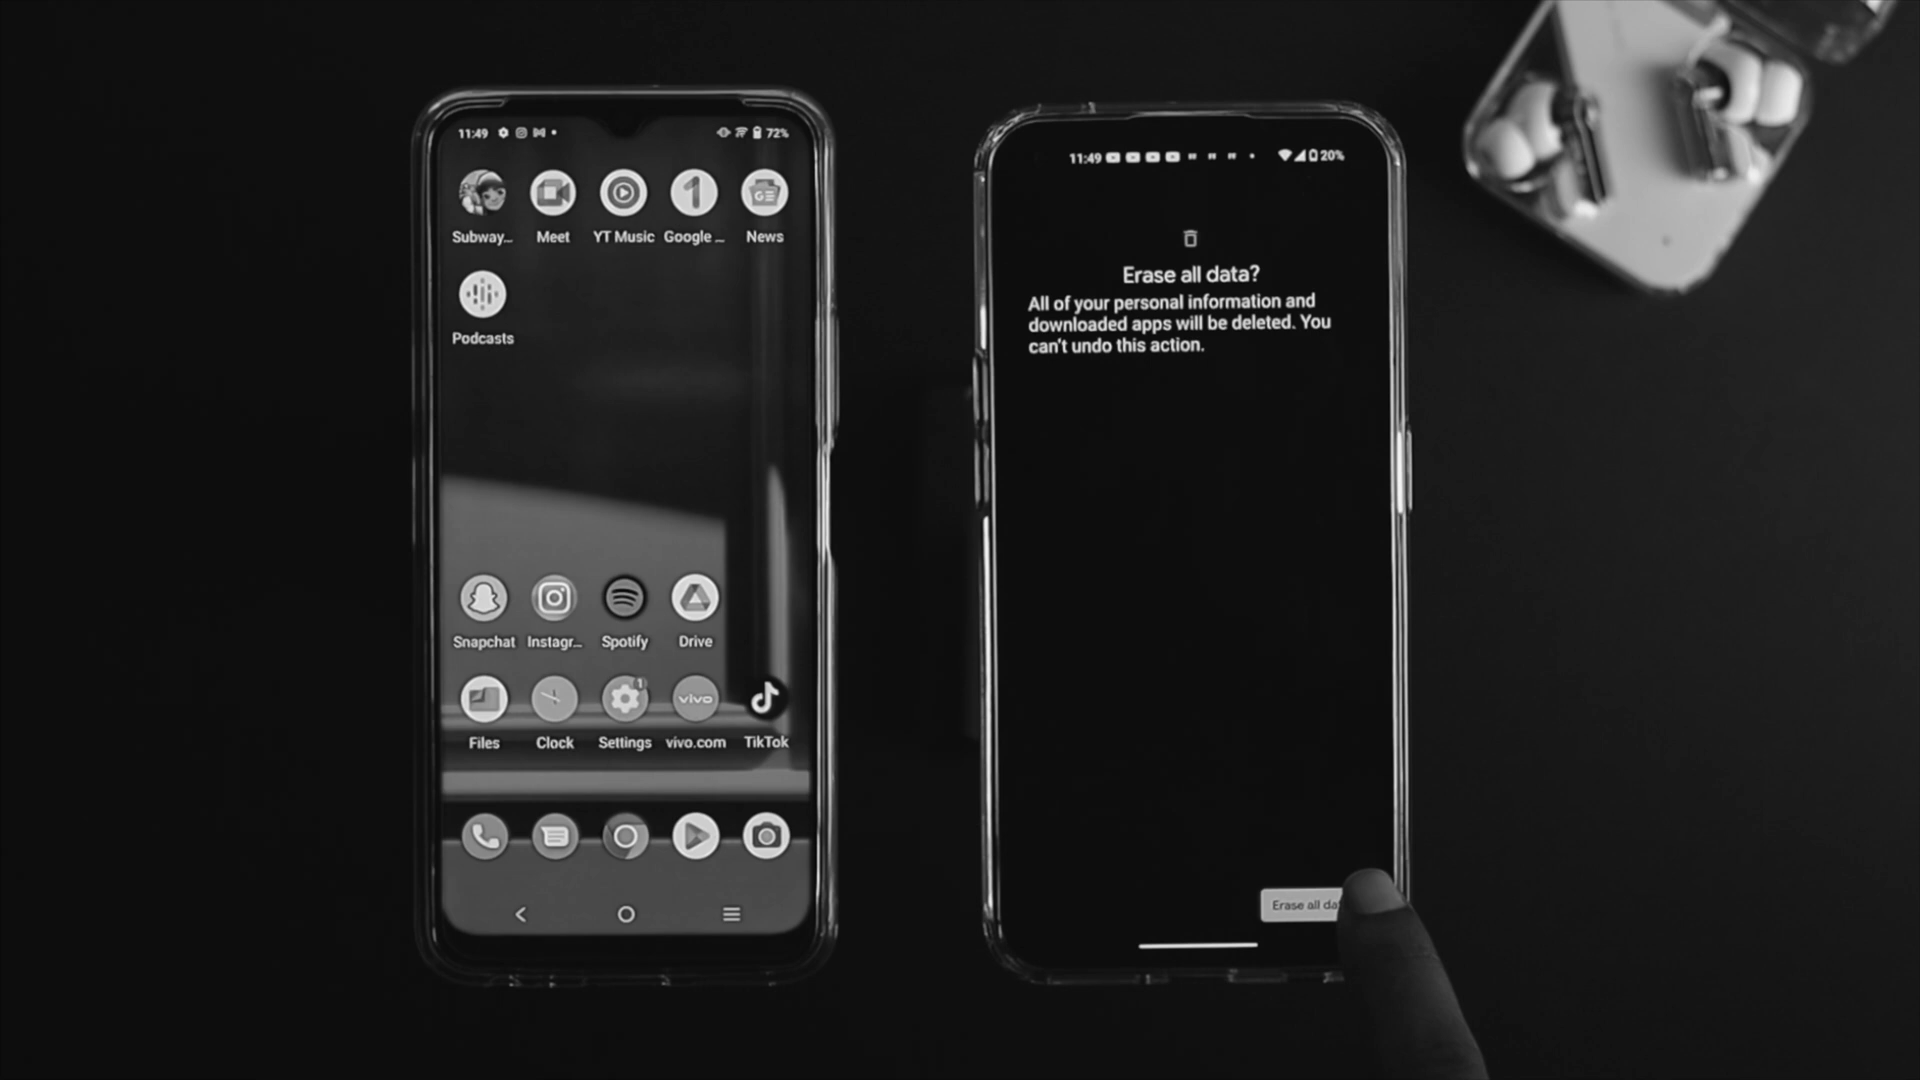 11:49 72%
Subway... Meet YT Music Google ... News
Podcasts
Snapchat Instagr... Spotify Drive
1
vivo
Files Clock Settings vivo.com TikTok
11:49 20%
Erase all data?
All of your personal information and
downloaded apps will be deleted. You
can't undo this action.
Erase all